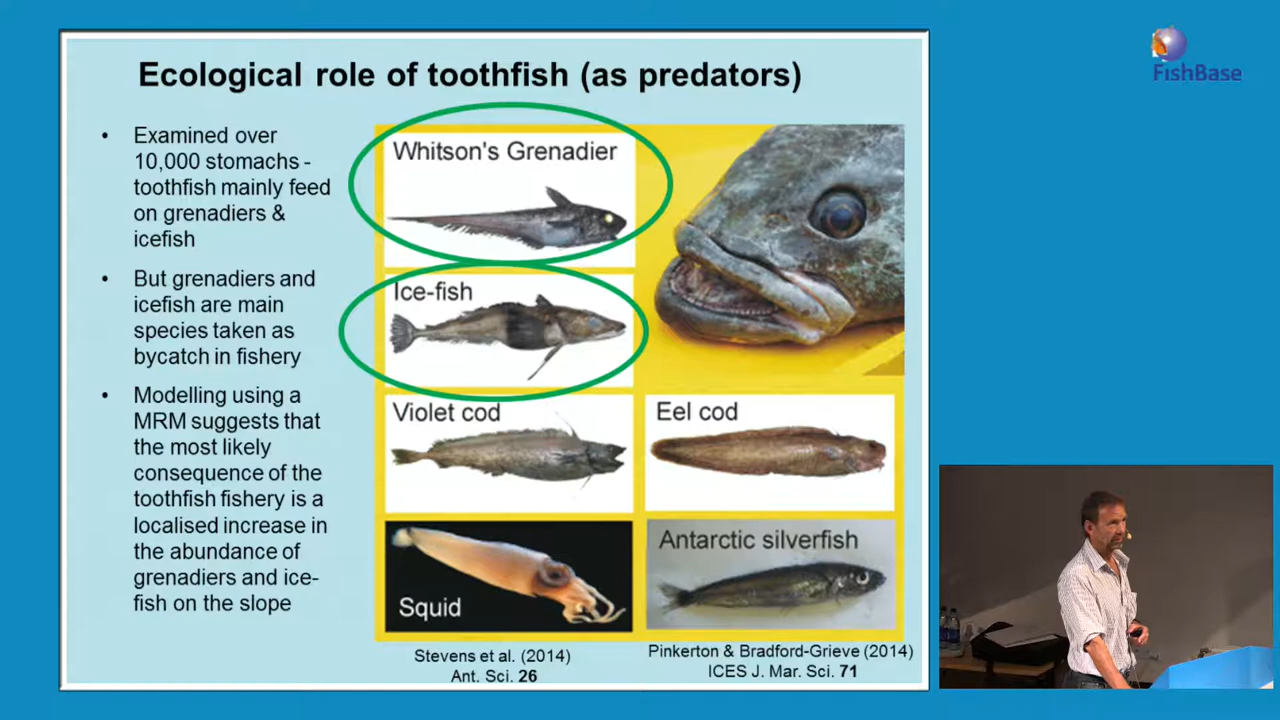 Ecological role of toothfish (as predators)
FishBase
• Examined over
10,000 stomachs -
toothfish mainly feed
on grenadiers &
icefish
• But grenadiers and
icefish are main
species taken as
bycatch in fishery
• Modelling using a
MRM suggests that
the most likely
consequence of the
toothfish fishery is a
localised increase in
the abundance of
grenadiers and ice-
fish on the slope
Whitson's Grenadier
Ice-fish
Violet cod
Eel cod
Squid
Antarctic silverfish
Stevens et al. (2014)
Ant. Sci. 26
Pinkerton & Bradford-Grieve (2014)
ICES J. Mar. Sci. 71